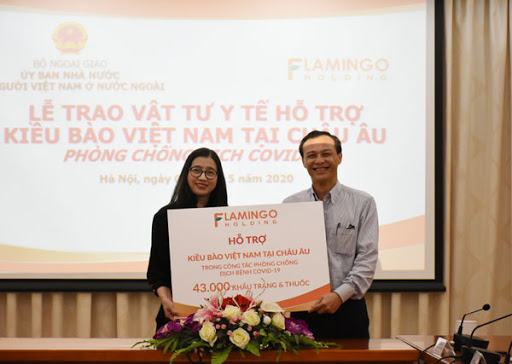 BỘ NGOẠI GIAO
ỦY BAN NHÀ NƯỚC
NGƯỜI VIỆT NAM Ở NƯỚC NGOÀI
FLAMINGO
HOLDING
LỄ TRAO VẬT TƯ Y TẾ HỖ TRỢ
KIỀU BÀO VIỆT NAM TẠI CHÂU ÂU
PHÒNG CHỐNG DỊCH COVID
Hà Nội, 5 2020
FLAMINGO
HOLDING
HỖ TRỢ
KIỀU BÀO VIỆT NAM TẠI CHÂU ÂU
TRONG CÔNG TÁC PHÒNG CHỐNG
DỊCH BỆNH COVID-19
43.000 KHẨU TRANG & THUỐC